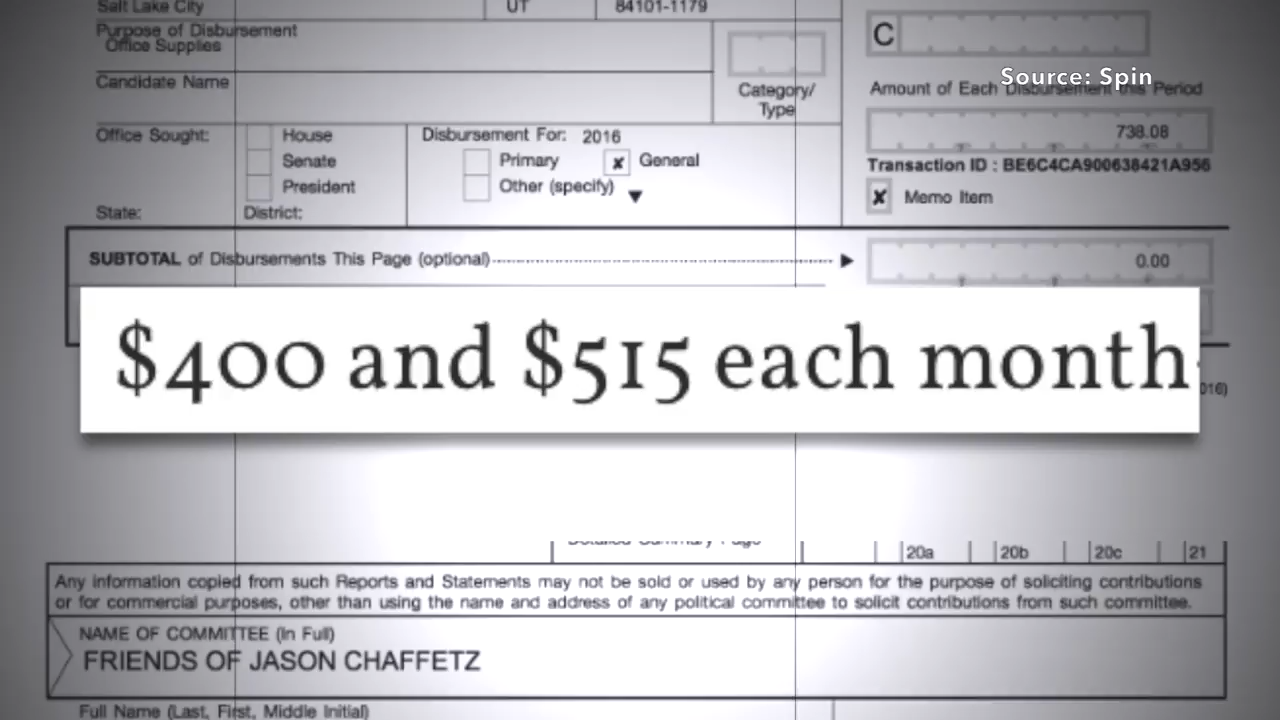 Salt Lake City UT 84101-1179
Purpose of Disbursement
Office Supplies
C
Source: Spin
Candidate Name
Category/
Type
Amount of Each Disbursement this Period
738.08
Office Sought:
House
Senate
President
State:
District:
Disbursement For: 2016
Primary
x General
Other (specify)
Transaction ID : BE6C4CA900638421A956
x Memo Item
SUBTOTAL of Disbursements This Page (optional)
0.00
$400 and $515 each month
016)
20a 20b 20c 21
Any information copied from such Reports and Statements may not be sold or used by any person for the purpose of soliciting contributions
or for commercial purposes, other than using the name and address of any political committee to solicit contributions from such committee.
NAME OF COMMITTEE (In Full)
FRIENDS OF JASON CHAFFETZ
Full Name (Last, First, Middle Initial)